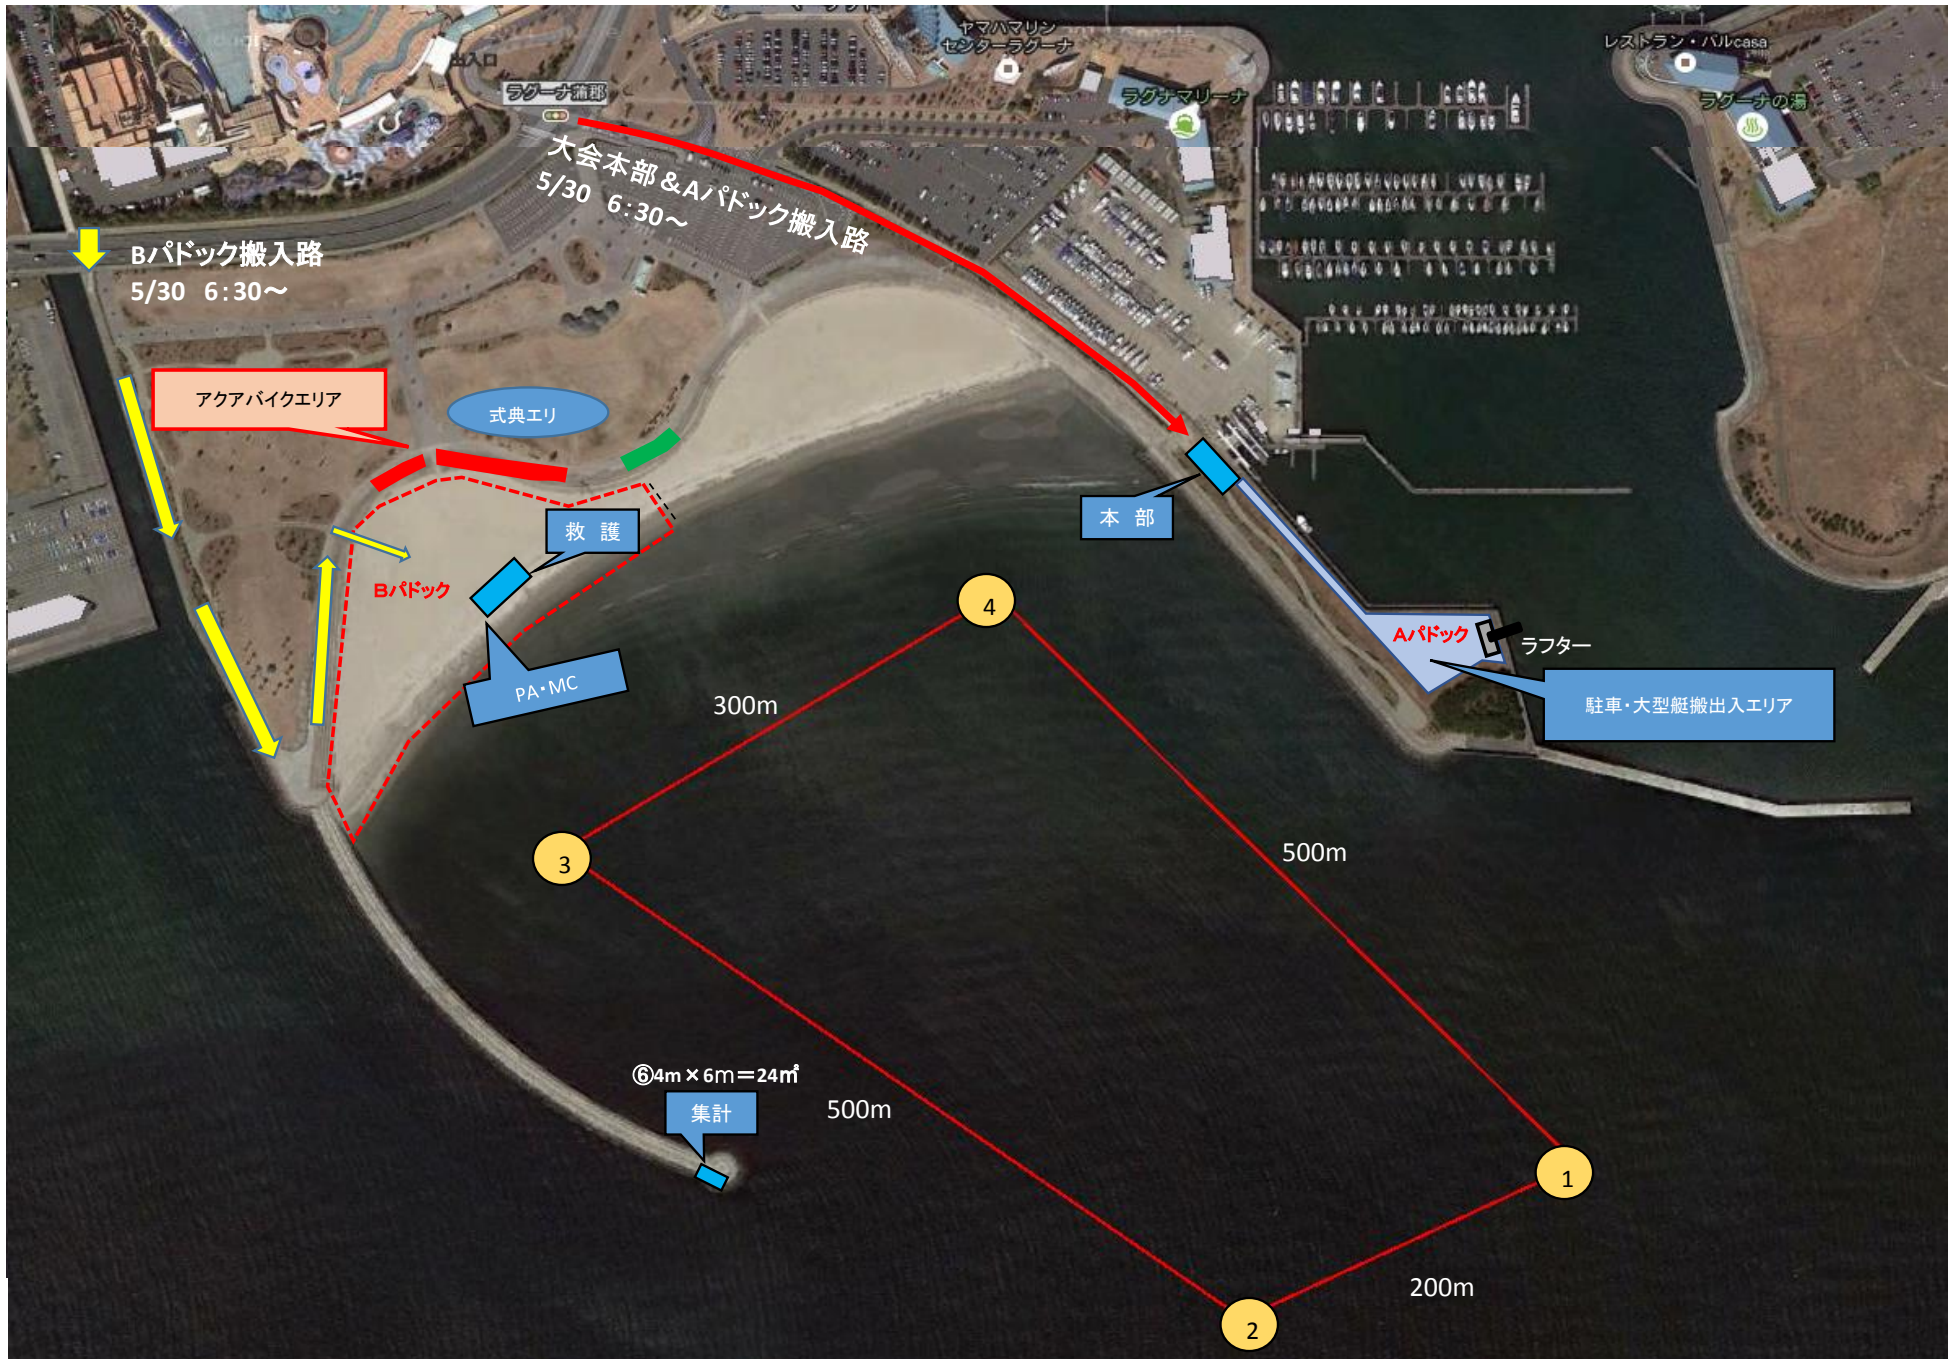 ヤマハマリン
センターラグーナ
レストラン・バルcasa
出入口
ラグーナ蒲郡
ラグナマリーナ
ラグーナの湯
大会本部&Aパドック搬入路
5/30 6:30~
Bパドック搬入路
5/30 6:30~
アクアバイクエリア
式典エリ
救 護
本 部
Bパドック
4
Aパドック
ラフター
PA・MC
300m
駐車・大型艇搬出入エリア
3
500m
⑥4m×6m=24㎡
集計
500m
1
200m
2